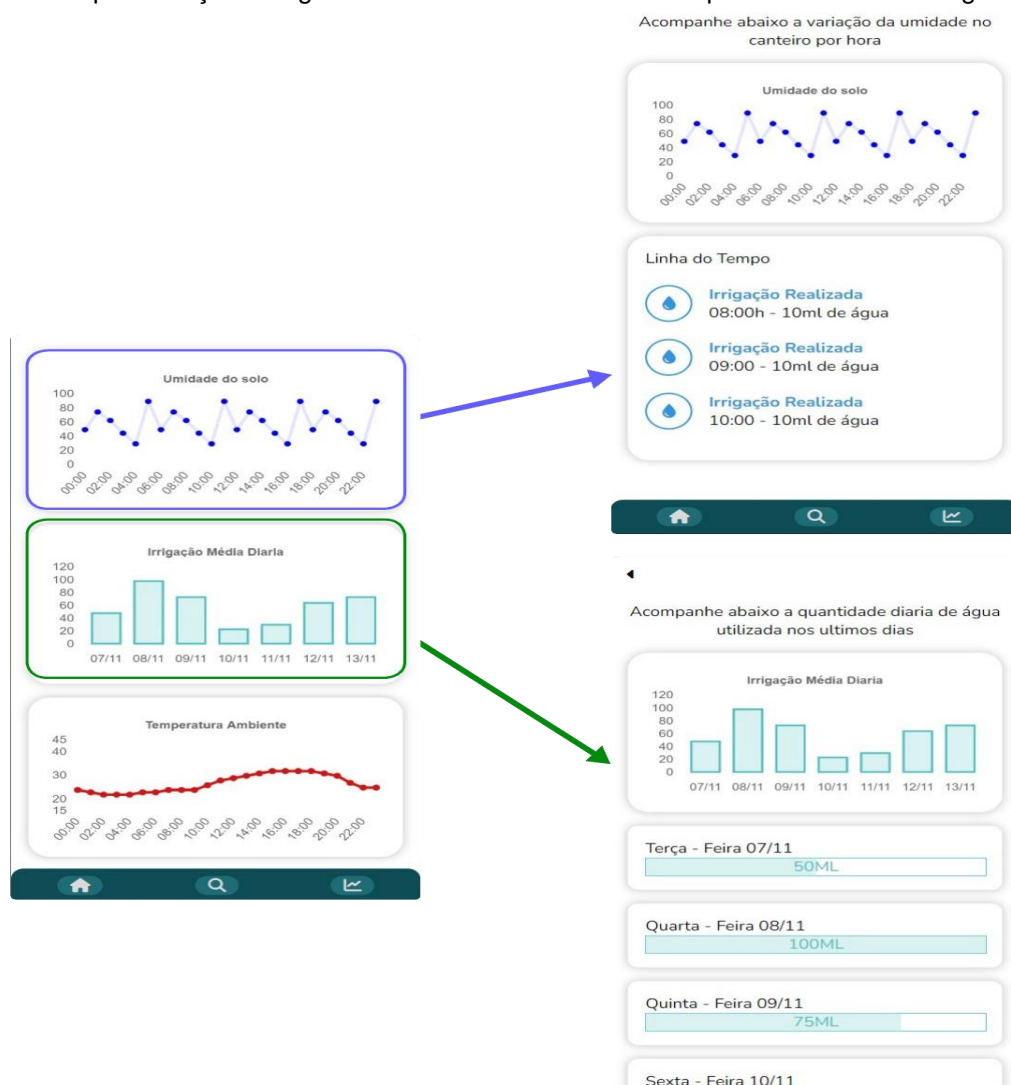 Acompanhe abaixo a variação da umidade no
canteiro por hora
Umidade do solo
100
80
60
40
20
0
00:00 02:00 04:00 06:00 08:00 10:00 12:00 14:00 16:00 18:00 20:00 22:00
Linha do Tempo
Irrigação Realizada
08:00h - 10ml de água
Irrigação Realizada
09:00 - 10ml de água
Irrigação Realizada
10:00 - 10ml de água
Umidade do solo
100
80
60
40
20
0
00:00 02:00 04:00 06:00 08:00 10:00 12:00 14:00 16:00 18:00 20:00 22:00
Irrigação Média Diaria
120
100
80
60
40
20
0
07/11 08/11 09/11 10/11 11/11 12/11 13/11
Temperatura Ambiente
45
40
30
20
15
00:00 02:00 04:00 06:00 08:00 10:00 12:00 14:00 16:00 18:00 20:00 22:00
Acompanhe abaixo a quantidade diaria de água
utilizada nos ultimos dias
Irrigação Média Diaria
120
100
80
60
40
20
0
07/11 08/11 09/11 10/11 11/11 12/11 13/11
Terça - Feira 07/11
50ML
Quarta - Feira 08/11
100ML
Quinta - Feira 09/11
75ML
Sexta - Feira 10/11